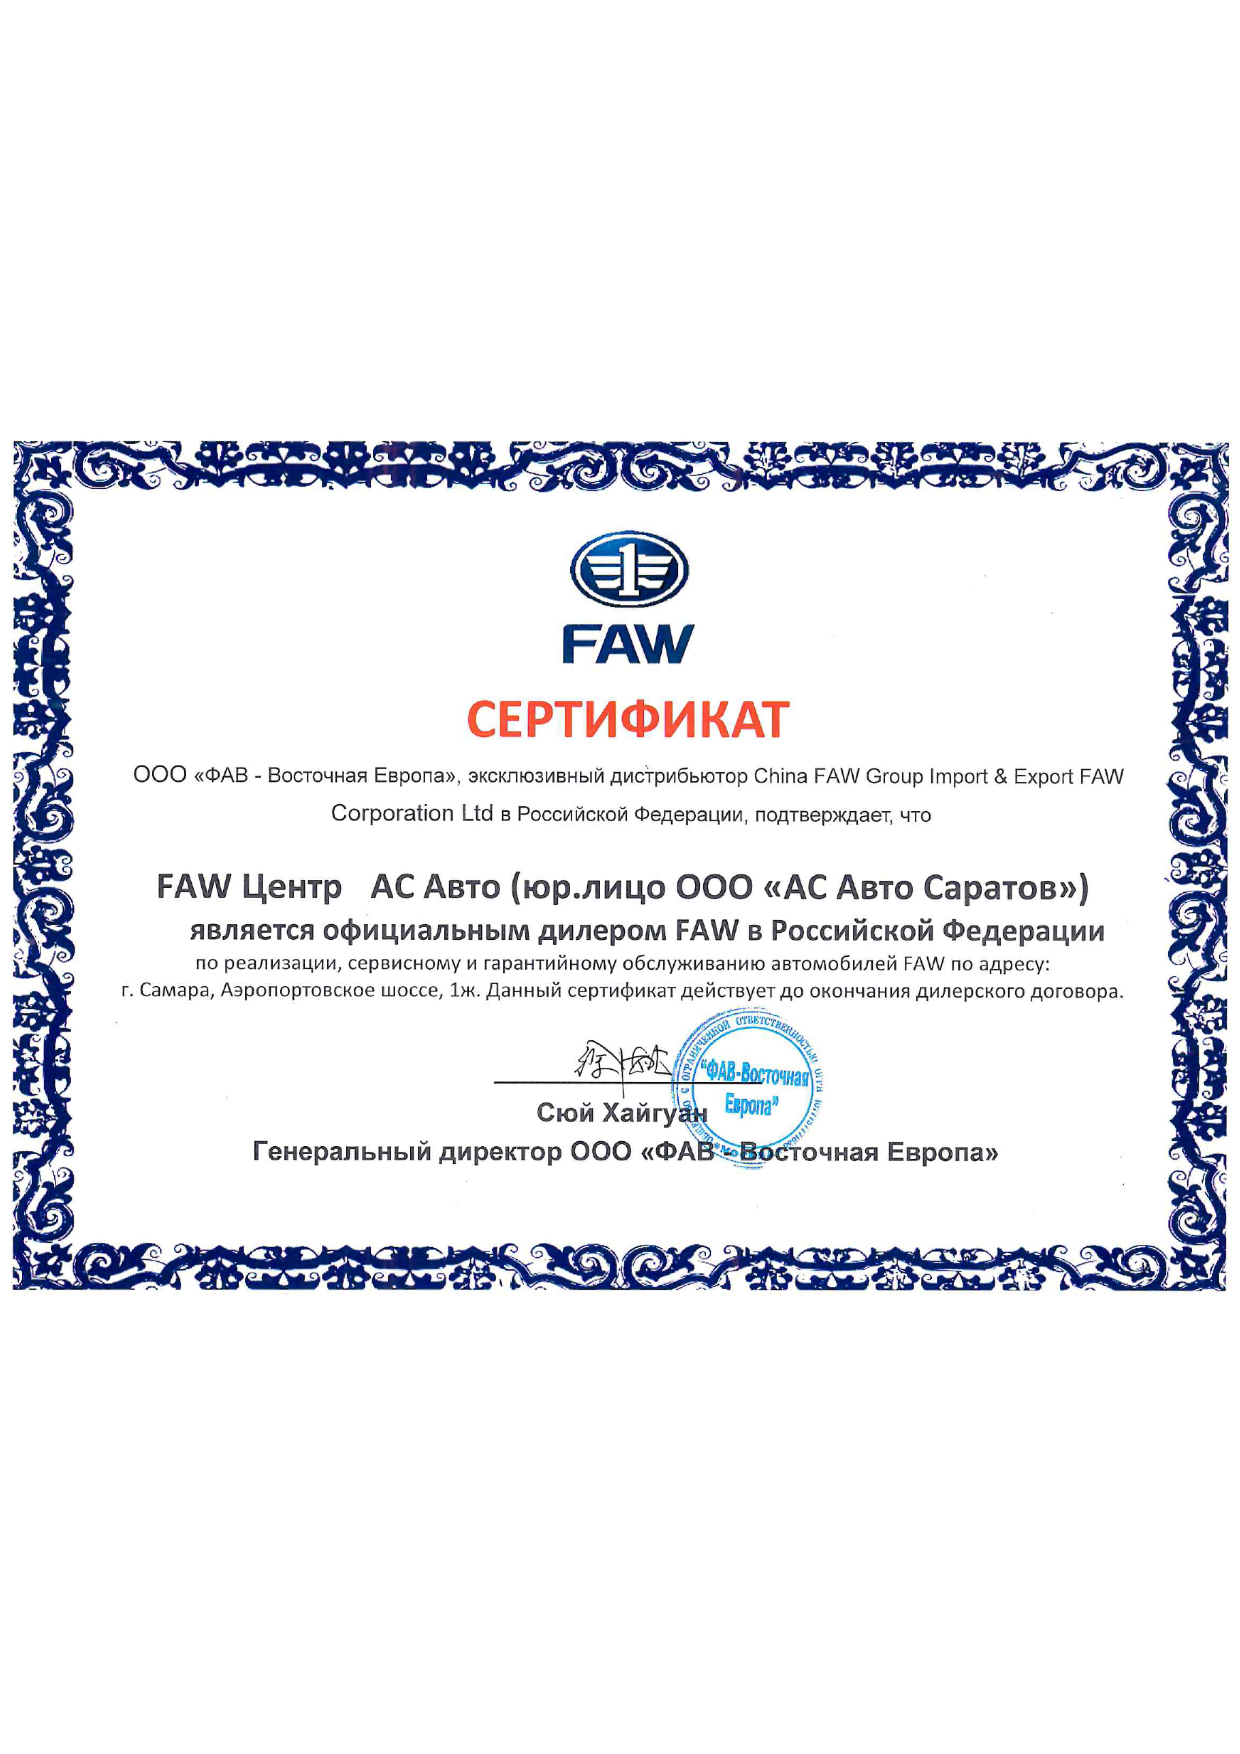 FAW
СЕРТИФИКАТ
ООО «ФАВ - Восточная Европа», эксклюзивный дистрибьютор China FAW Group Import & Export FAW
Corporation Ltd в Российской Федерации, подтверждает, что
FAW Центр АС Авто (юр.лицо ООО «АС Авто Саратов»)
является официальным дилером FAW в Российской Федерации
по реализации, сервисному и гарантийному обслуживанию автомобилей FAW по адресу:
г. Самара, Аэропортовское шоссе, 1ж. Данный сертификат действует до окончания дилерского договора.
С ОГРАНИЧЕННОЙ ОТВЕТСТВЕННОСТЬЮ
"ФАВ-Восточная
Европа"
Сюй Хайгуан
Генеральный директор ООО «ФАВ - Восточная Европа»